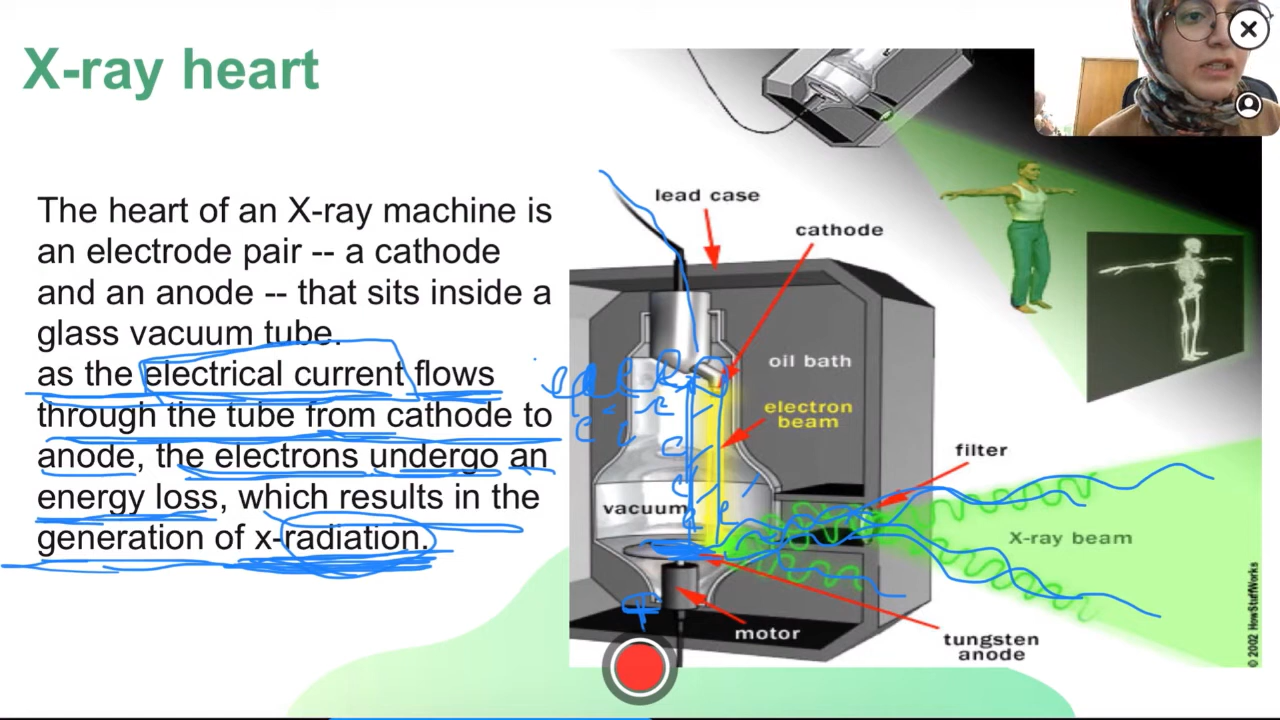 X-ray heart
The heart of an X-ray machine is
an electrode pair -- a cathode
and an anode -- that sits inside a
glass vacuum tube.
as the electrical current flows
through the tube from cathode to
anode, the electrons undergo an
energy loss, which results in the
generation of x-radiation.
lead case
cathode
oil bath
electron
beam
filter
vacuum
X-ray beam
motor
tungsten
anode
© 2002 HowStuffWorks